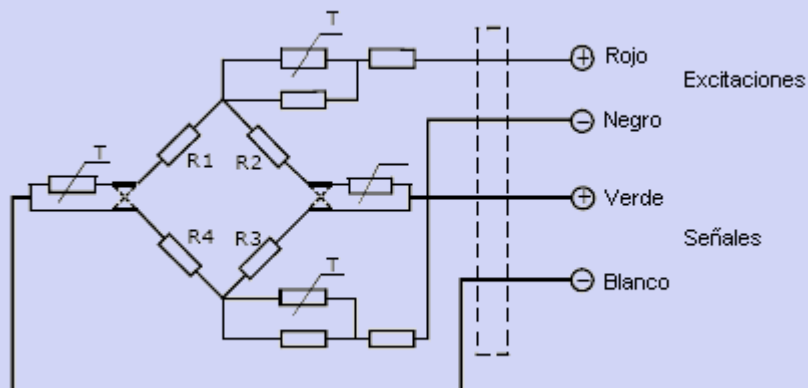 T
Rojo
Excitaciones
Negro
T
R1
R2
Verde
R4
R3
Señales
T
Blanco